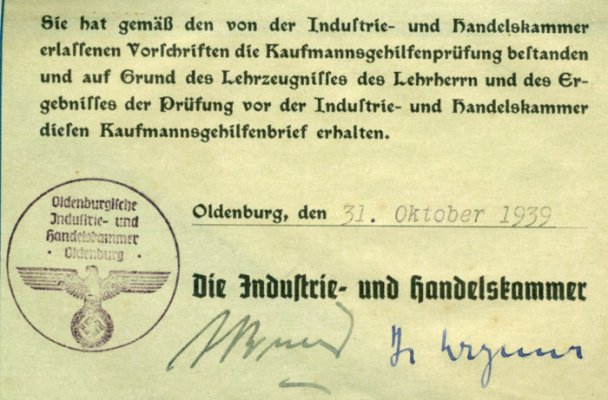 Sie hat gemäß den von der Induſtrie- und Handelskammer
erlaſſenen Vorſchriften die Kaufmannsgehilfenprüfung beſtanden
und auf Grund des Lehrzeugniſſes des Lehrherrn und des Er-
gebniſſes der Prüfung vor der Induſtrie- und Handelskammer
dieſen Kaufmannsgehilfenbrief erhalten.
Oldenburgiſche
Induſtrie- und
Handelskammer
· Oldenburg ·
Oldenburg, den 31. Oktober 1939
Die Induſtrie- und Handelskammer